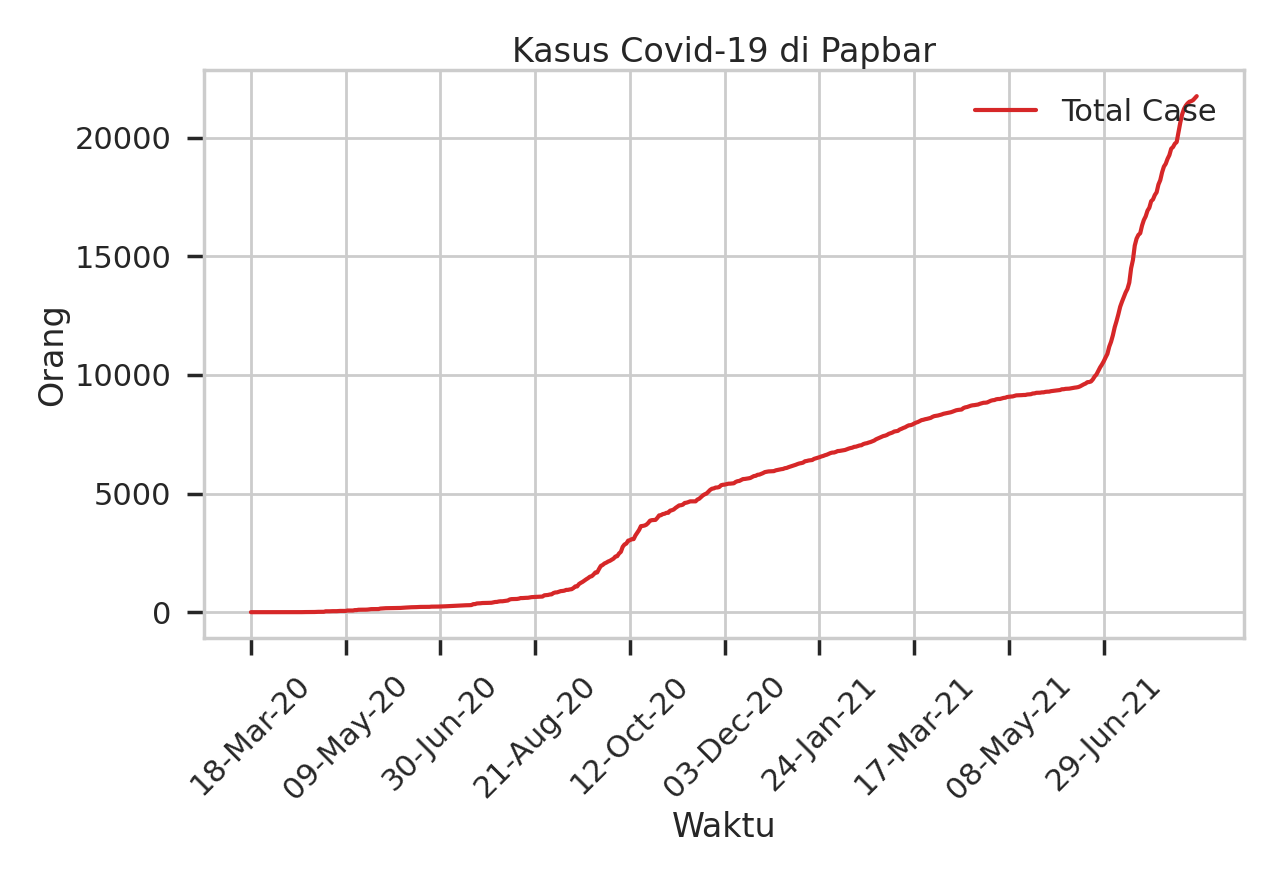 Kasus Covid-19 di Papbar
Total Case
20000
15000
10000
5000
0
Orang
18-Mar-20
09-May-20
30-Jun-20
21-Aug-20
12-Oct-20
03-Dec-20
24-Jan-21
17-Mar-21
08-May-21
29-Jun-21
Waktu